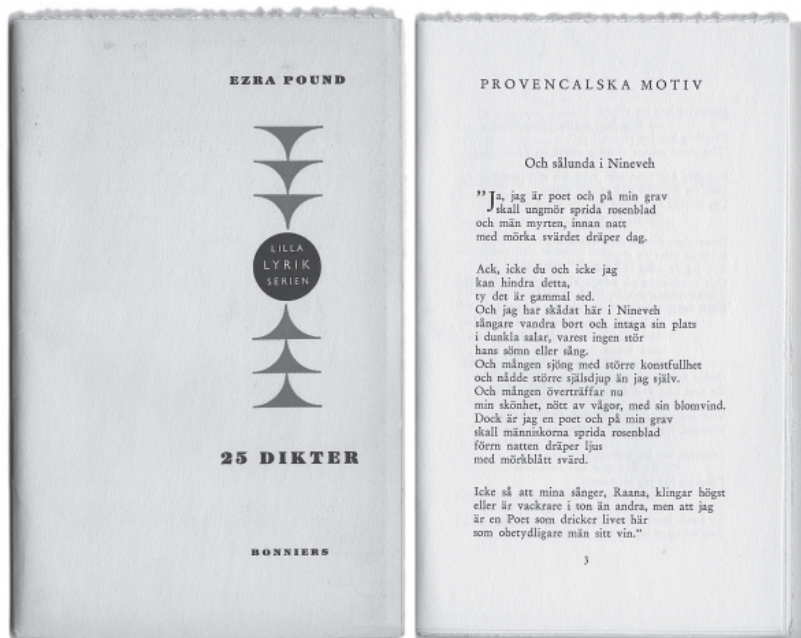 EZRA POUND
LILLA
LYRIK
SERIEN
25 DIKTER
BONNIERS
PROVENCALSKA MOTIV
Och sålunda i Nineveh
”Ja, jag är poet och på min grav
skall ungmör sprida rosenblad
och män myrten, innan natt
med mörka svärdet dräper dag.
Ack, icke du och icke jag
kan hindra detta,
ty det är gammal sed.
Och jag har skådat här i Nineveh
sångare vandra bort och intaga sin plats
i dunkla salar, varest ingen stör
hans sömn eller sång.
Och mången sjöng med större konstfullhet
och nådde större själsdjup än jag själv.
Och mången överträffar nu
min skönhet, nött av vågor, med sin blomvind.
Dock är jag en poet och på min grav
skall människorna sprida rosenblad
förrn natten dräper ljus
med mörkblått svärd.
Icke så att mina sånger, Raana, klingar högst
eller är vackrare i ton än andra, men att jag
är en Poet som dricker livet här
som obetydligare män sitt vin.“
3